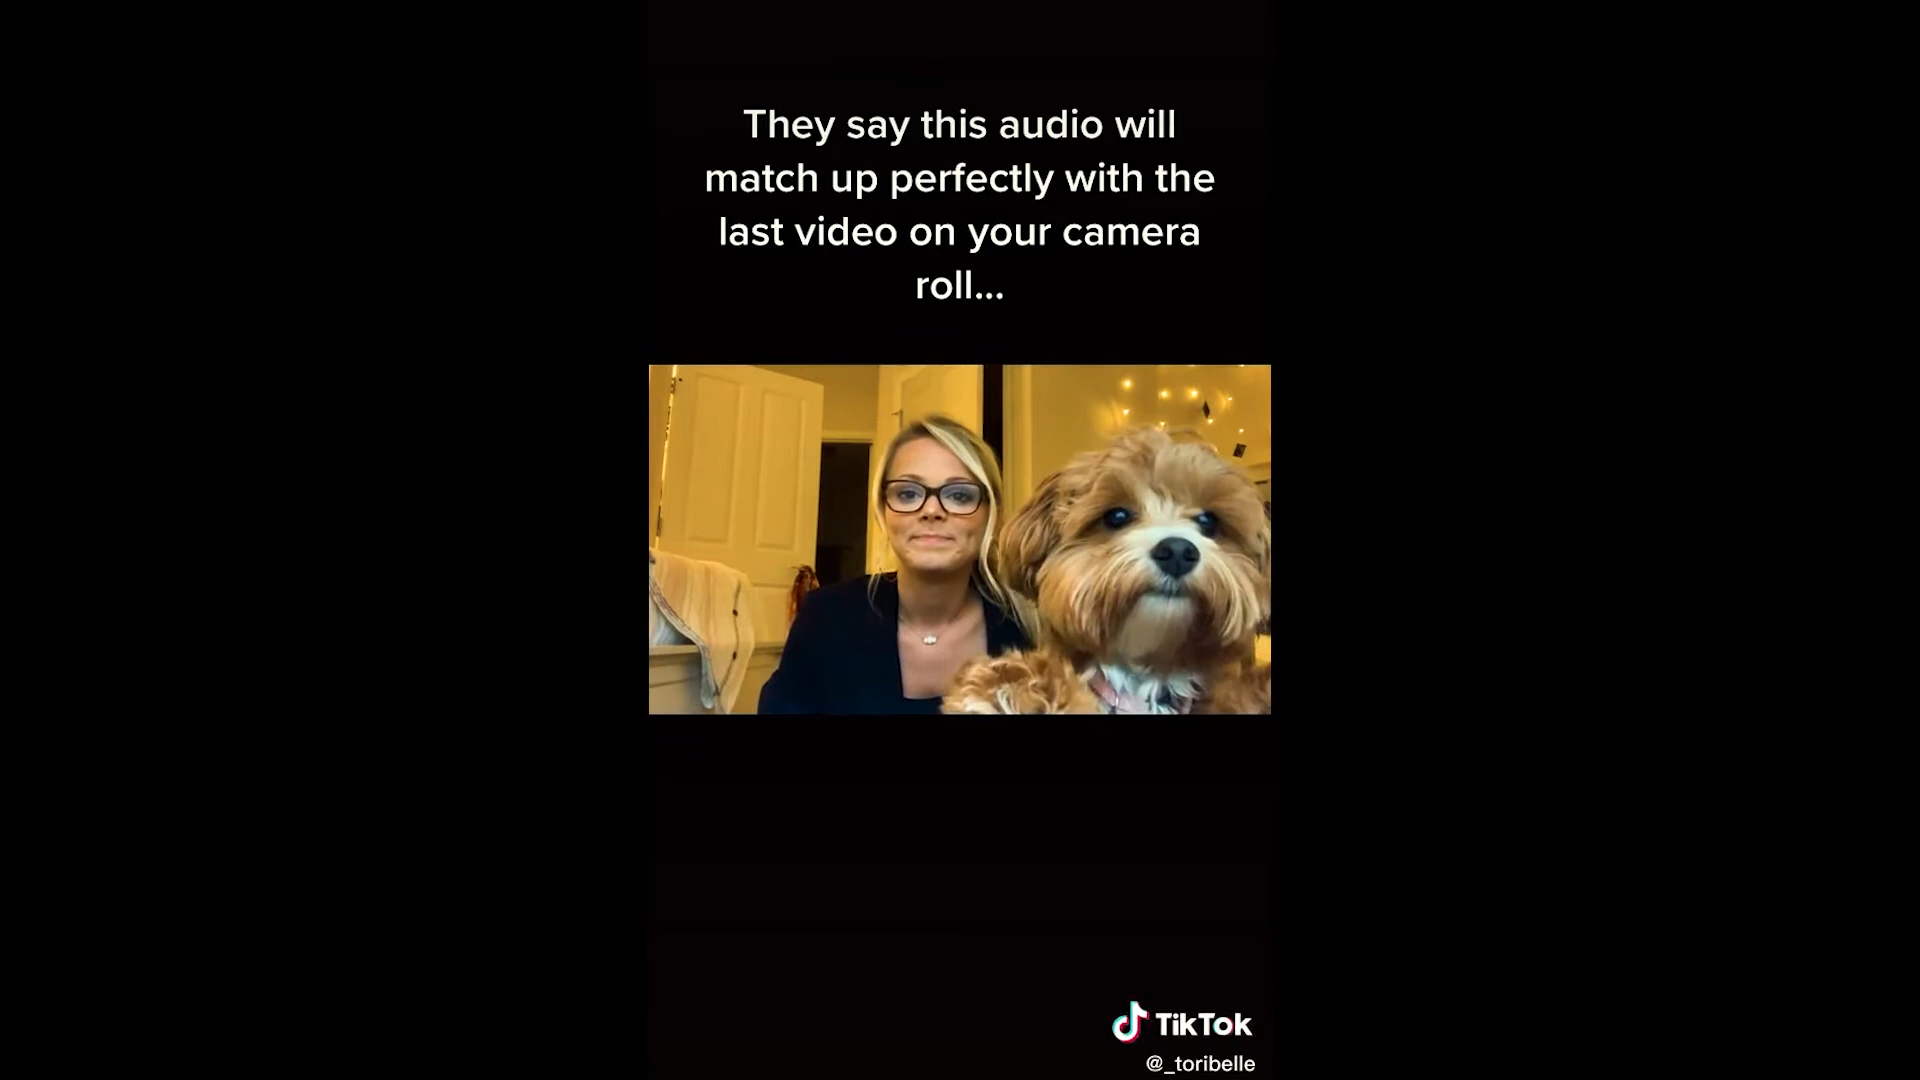 They say this audio will
match up perfectly with the
last video on your camera
roll...
TikTok
@_toribelle